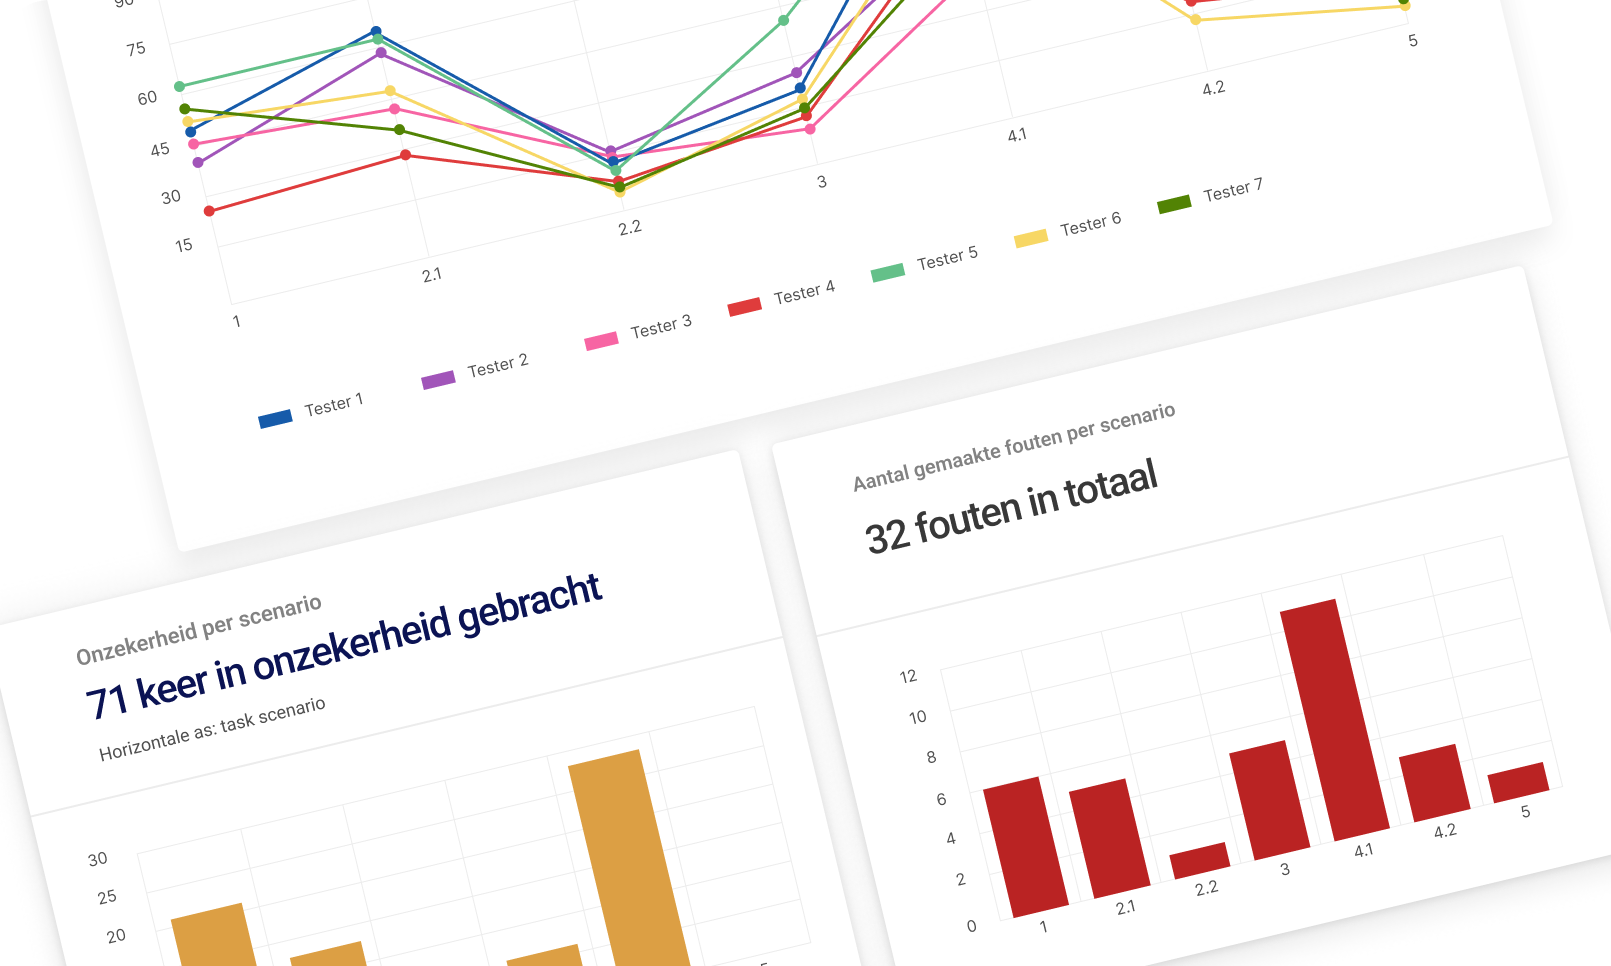 90
75
60
45
30
15
1
2.1
2.2
3
4.1
4.2
5
Tester 1
Tester 2
Tester 3
Tester 4
Tester 5
Tester 6
Tester 7
Onzekerheid per scenario
71 keer in onzekerheid gebracht
Horizontale as: task scenario
30
25
20
Aantal gemaakte fouten per scenario
32 fouten in totaal
12
10
8
6
4
2
0
1
2.1
2.2
3
4.1
4.2
5